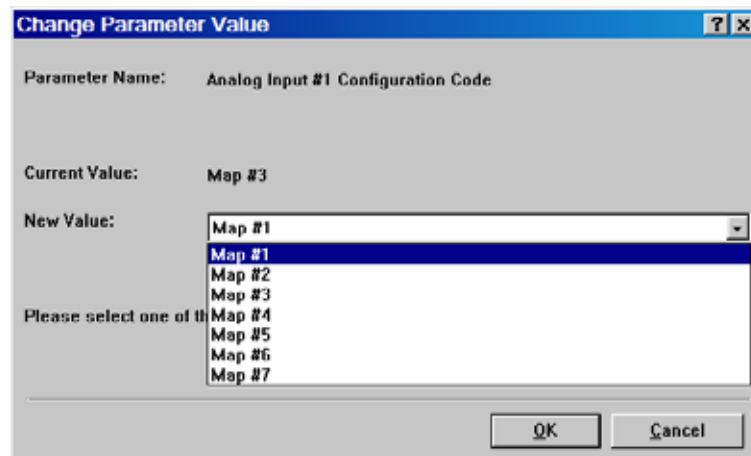 Change Parameter Value
Parameter Name: Analog Input #1 Configuration Code
Current Value: Map #3
New Value: Map #1
Map #1
Map #2
Map #3
Please select one of th Map #4
Map #5
Map #6
Map #7
OK Cancel